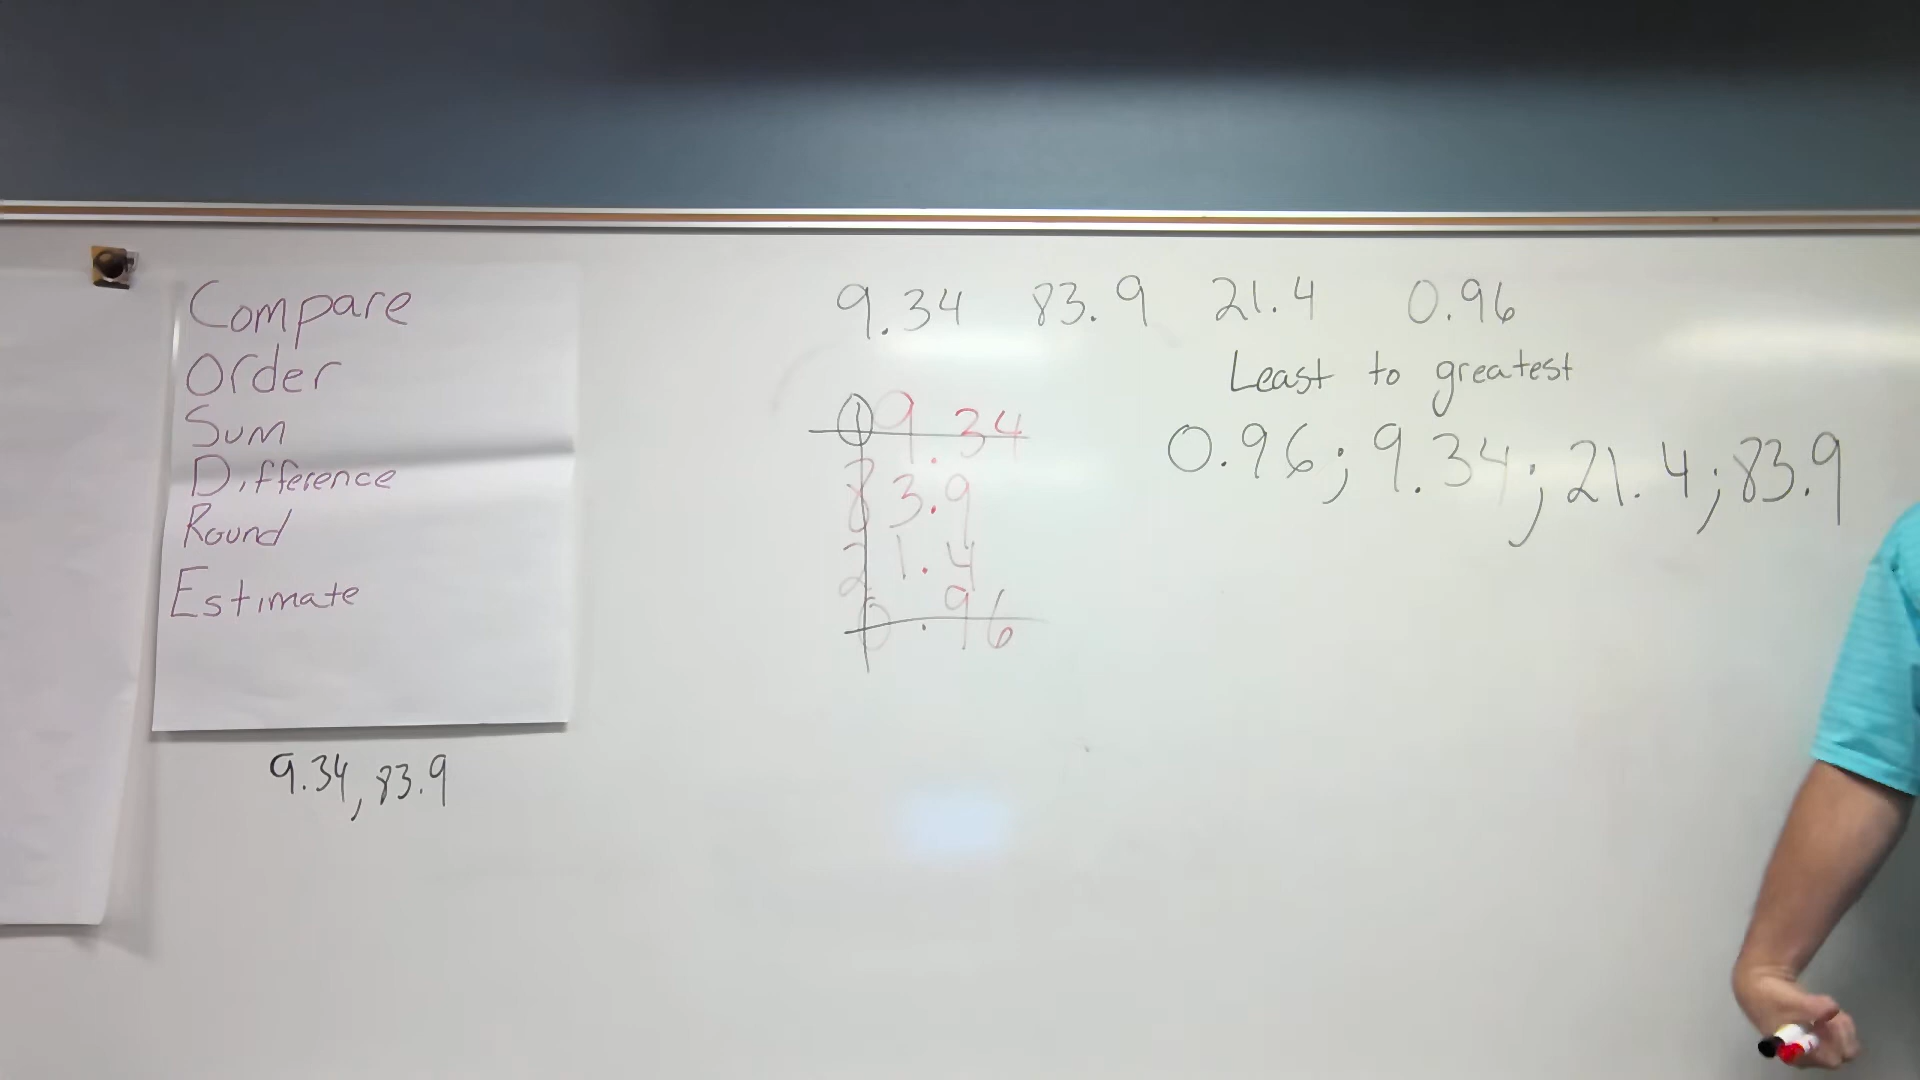 Compare
Order
Sum
Difference
Round
Estimate
9.34, 83.9
9.34 83.9 21.4 0.96
Least to greatest
0.96; 9.34; 21.4; 83.9
9.34
83.9
21.4
0.96